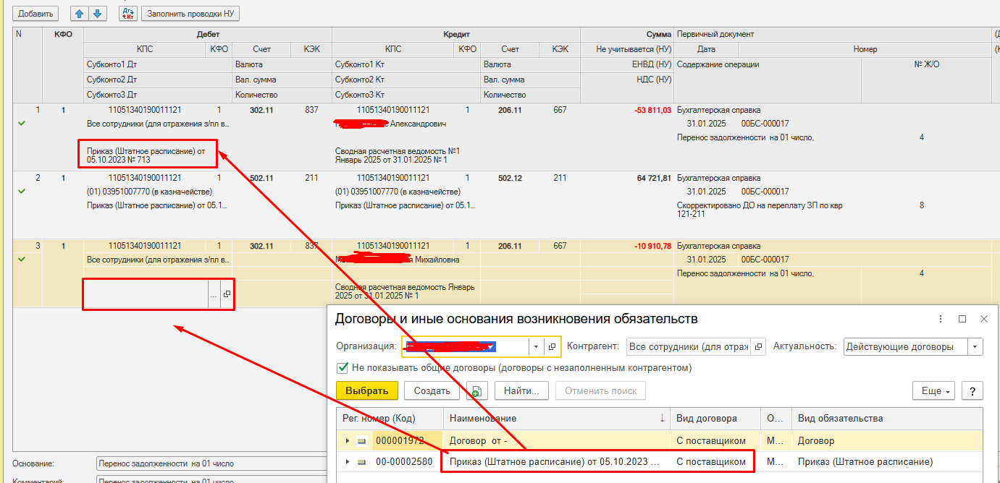 Добавить
Дт Кт
Заполнить проводки НУ
N КФО Дебет Кредит Сумма Первичный документ
КПС КФО Счет КЭК КПС КФО Счет КЭК Не учитывается (НУ) Дата Номер
Субконто1 Дт Валюта Субконто1 Кт Валюта ЕНВД (НУ) Содержание операции № Ж/О
Субконто2 Дт Вал. сумма Субконто2 Кт Вал. сумма НДС (НУ)
Субконто3 Дт Количество Субконто3 Кт Количество
1 1 11051340190011121 1 302.11 837 11051340190011121 1 206.11 667 -53 811,03 Бухгалтерская справка
Все сотрудники (для отражения з/пл в... Александрович 31.01.2025 00БС-000017
Перенос задолженности на 01 число, 4
Приказ (Штатное расписание) от Сводная расчетная ведомость №1
05.10.2023 № 713 Январь 2025 от 31.01.2025 № 1
2 1 11051340190011121 1 502.11 211 11051340190011121 1 502.12 211 64 721,81 Бухгалтерская справка
(01) 03951007770 (в казначействе) (01) 03951007770 (в казначействе) 31.01.2025 00БС-000017
Приказ (Штатное расписание) от 05.1... Приказ (Штатное расписание) от 05.1... Скорректировано ДО на переплату ЗП по квр 8
121-211
3 1 11051340190011121 1 302.11 837 11051340190011121 1 206.11 667 -10 910,78 Бухгалтерская справка
Все сотрудники (для отражения з/пл в... Михайловна 31.01.2025 00БС-000017
Перенос задолженности на 01 число, 4
Сводная расчетная ведомость Январь
... 2025 от 31.01.2025 № 1
Договоры и иные основания возникновения обязательств
Организация: Контрагент: Все сотрудники (для отраж Актуальность: Действующие договоры
Не показывать общие договоры (договоры с незаполненным контрагентом)
Выбрать Создать Найти... Отменить поиск Еще ?
Рег. номер (Код) Наименование ↓ Вид договора О... Вид обязательства
000001972 Договор от - С поставщиком М... Договор
00-00002580 Приказ (Штатное расписание) от 05.10.2023 ... С поставщиком М... Приказ (Штатное расписание)
Основание: Перенос задолженности на 01 число
Комментарий: Перенос задолженности на 01 число